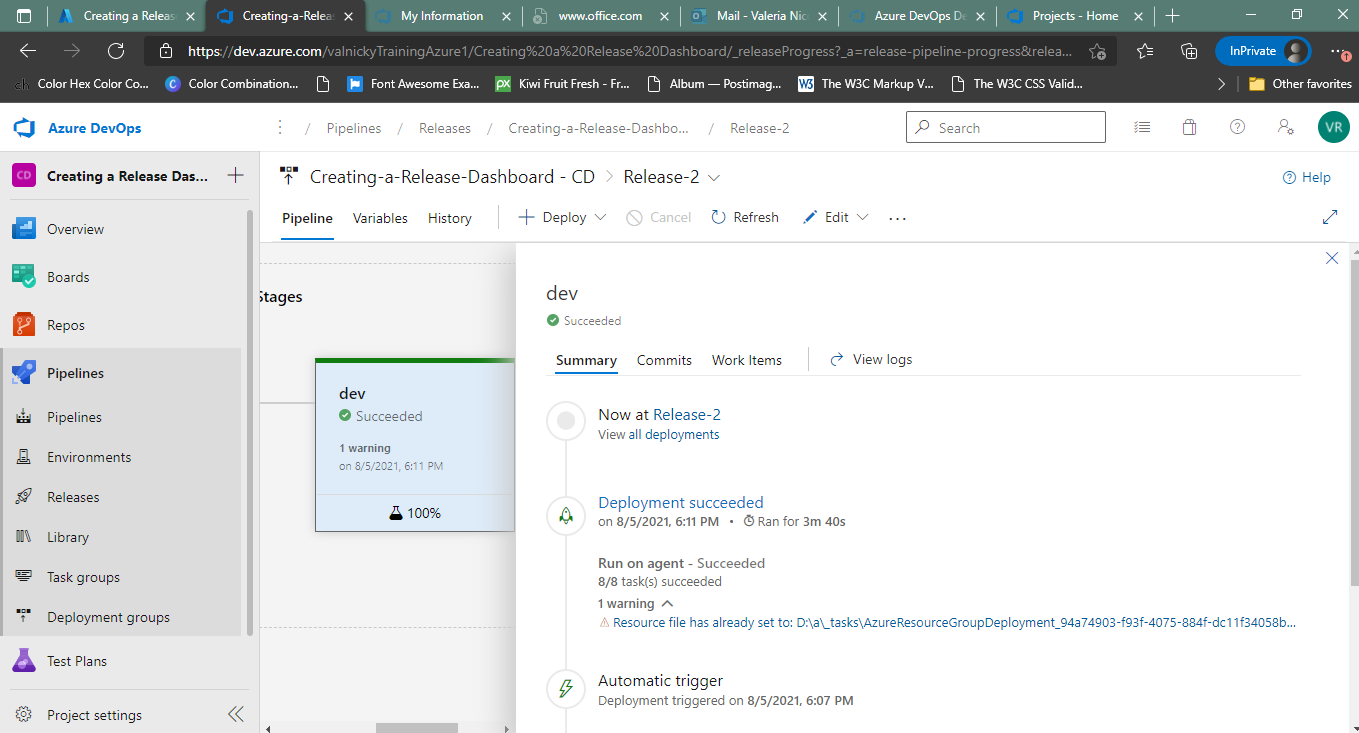 Creating a Releas
Creating-a-Relea
My Information
www.office.com
Mail - Valeria Nic
Azure DevOps De
Projects - Home
https://dev.azure.com/valnickyTrainingAzure1/Creating%20a%20Release%20Dashboard/_releaseProgress?_a=release-pipeline-progress&relea...
InPrivate
Color Hex Color Co...
Color Combination...
Font Awesome Exa...
Kiwi Fruit Fresh - Fr...
Album — Postimag...
The W3C Markup V...
The W3C CSS Valid...
Other favorites
Azure DevOps
/ Pipelines / Releases / Creating-a-Release-Dashbo... / Release-2
Search
VR
CD
Creating a Release Das...
Creating-a-Release-Dashboard - CD > Release-2
Help
Pipeline
Variables
History
Deploy
Cancel
Refresh
Edit
Overview
Boards
Repos
Pipelines
Pipelines
Environments
Releases
Library
Task groups
Deployment groups
Test Plans
Project settings
Stages
dev
Succeeded
1 warning
on 8/5/2021, 6:11 PM
100%
dev
Succeeded
Summary
Commits
Work Items
View logs
Now at Release-2
View all deployments
Deployment succeeded
on 8/5/2021, 6:11 PM • Ran for 3m 40s
Run on agent - Succeeded
8/8 task(s) succeeded
1 warning
Resource file has already set to: D:\a\_tasks\AzureResourceGroupDeployment_94a74903-f93f-4075-884f-dc11f34058b...
Automatic trigger
Deployment triggered on 8/5/2021, 6:07 PM